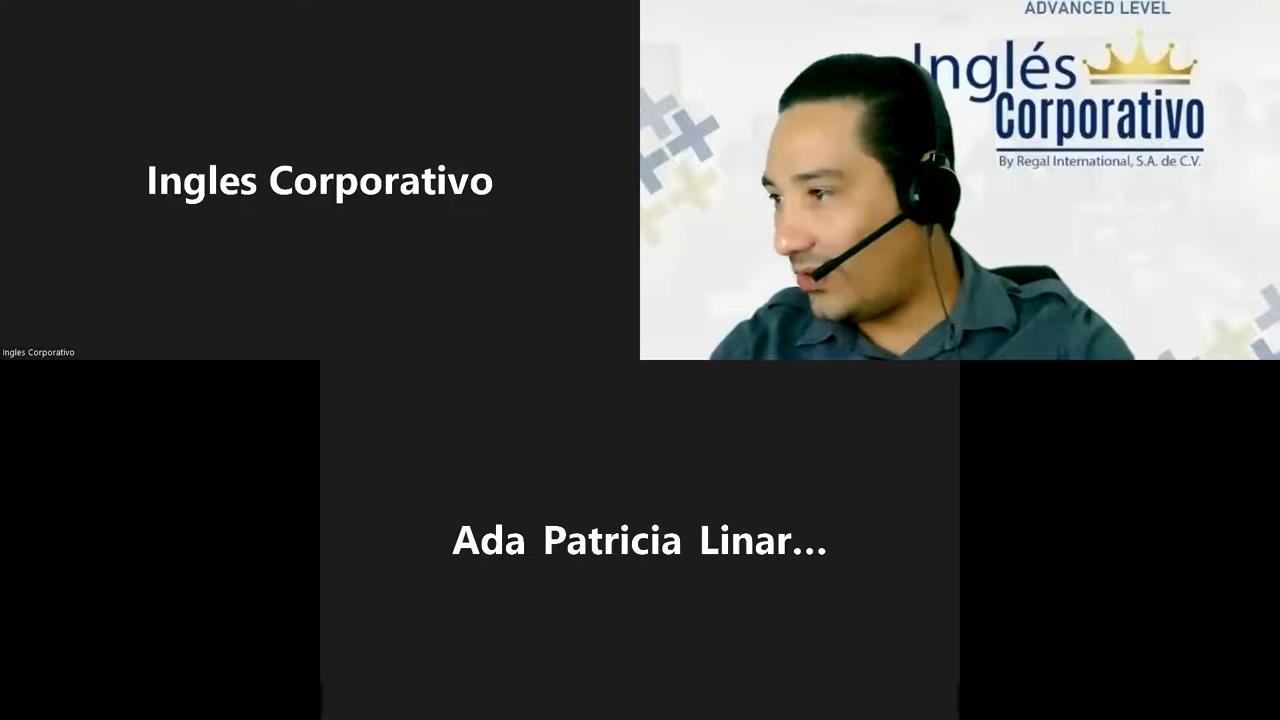 ADVANCED LEVEL
Inglés
Corporativo
By Regal International, S.A. de C.V.
Ingles Corporativo
Ingles Corporativo
Ada Patricia Linar...